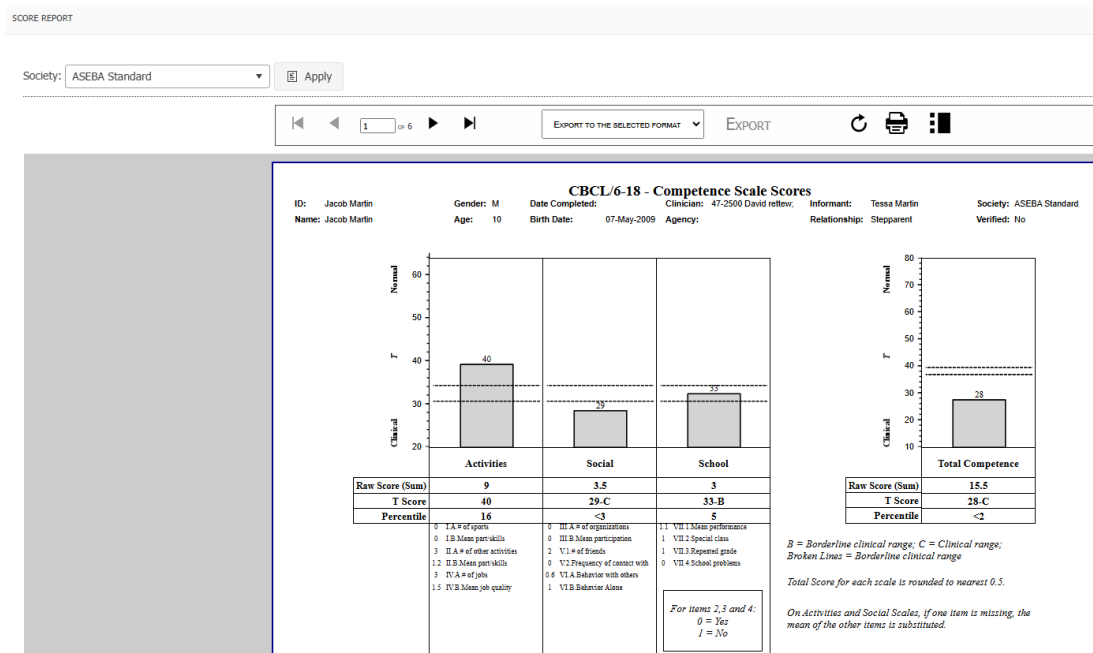 SCORE REPORT
Society: ASEBA Standard Apply
1 OF 6 EXPORT TO THE SELECTED FORMAT EXPORT
CBCL/6-18 - Competence Scale Scores
ID: Jacob Martin Gender: M Date Completed: Clinician: 47-2500 David rettew; Informant: Tessa Martin Society: ASEBA Standard
Name: Jacob Martin Age: 10 Birth Date: 07-May-2009 Agency: Relationship: Stepparent Verified: No
Normal
T
Clinical
60
50
40
30
20
40
29
33
Normal
T
Clinical
80
70
60
50
40
30
20
10
28
Activities Social School
Raw Score (Sum) 9 3.5 3
T Score 40 29-C 33-B
Percentile 16 <3 5
Total Competence
Raw Score (Sum) 15.5
T Score 28-C
Percentile <2
0 I.A.# of sports
0 I.B.Mean part/skills
3 II.A.# of other activities
1.2 II.B.Mean part/skills
3 IV.A.# of jobs
1.5 IV.B.Mean job quality
0 III.A.# of organizations
0 III.B.Mean participation
2 V.1.# of friends
0 V.2.Frequency of contact with
0.6 VI.A.Behavior with others
1 VI.B.Behavior Alone
1.1 VII.1.Mean performance
1 VII.2.Special class
1 VII.3.Repeated grade
0 VII.4.School problems
For items 2,3 and 4:
0 = Yes
1 = No
B = Borderline clinical range; C = Clinical range;
Broken Lines = Borderline clinical range
Total Score for each scale is rounded to nearest 0.5.
On Activities and Social Scales, if one item is missing, the
mean of the other items is substituted.